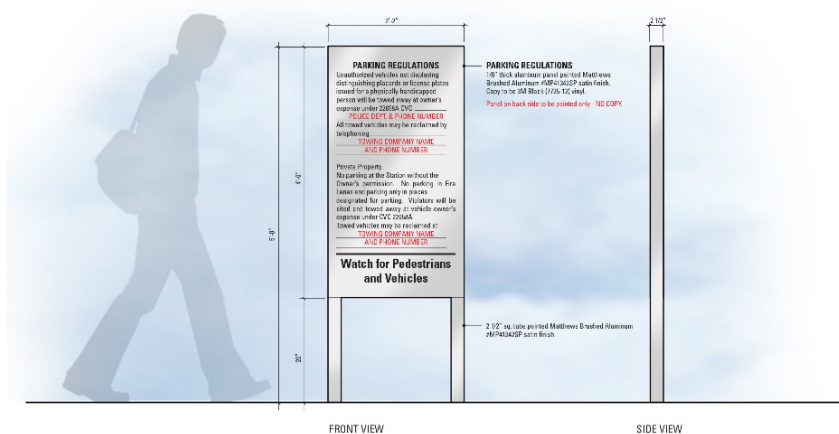 2'-2"
2 1/2"
PARKING REGULATIONS
Unauthorized vehicles not displaying
distinguishing placards or license plates
issued for a physically handicapped
person will be towed away at owner's
expense under 22658A CVC
POLICE DEPT. & PHONE NUMBER
All towed vehicles may be reclaimed by
telephoning
TOWING COMPANY NAME
AND PHONE NUMBER
Private Property
No parking at the Station without the
Owner's permission. No parking in Fire
Lanes and parking only in places
designated for parking. Violators will be
cited and towed away at vehicle owner's
expense under CVC 22658A
Towed vehicles may be reclaimed at
TOWING COMPANY NAME
AND PHONE NUMBER
Watch for Pedestrians
and Vehicles
PARKING REGULATIONS
1/8" thick aluminum panel painted Matthews
Brushed Aluminum #MP41342SP satin finish.
Copy to be 3M Black (7725-12) vinyl.
Panel on back side to be painted only - NO COPY.
2 1/2" sq. tube painted Matthews Brushed Aluminum
#MP41342SP satin finish.
FRONT VIEW
SIDE VIEW